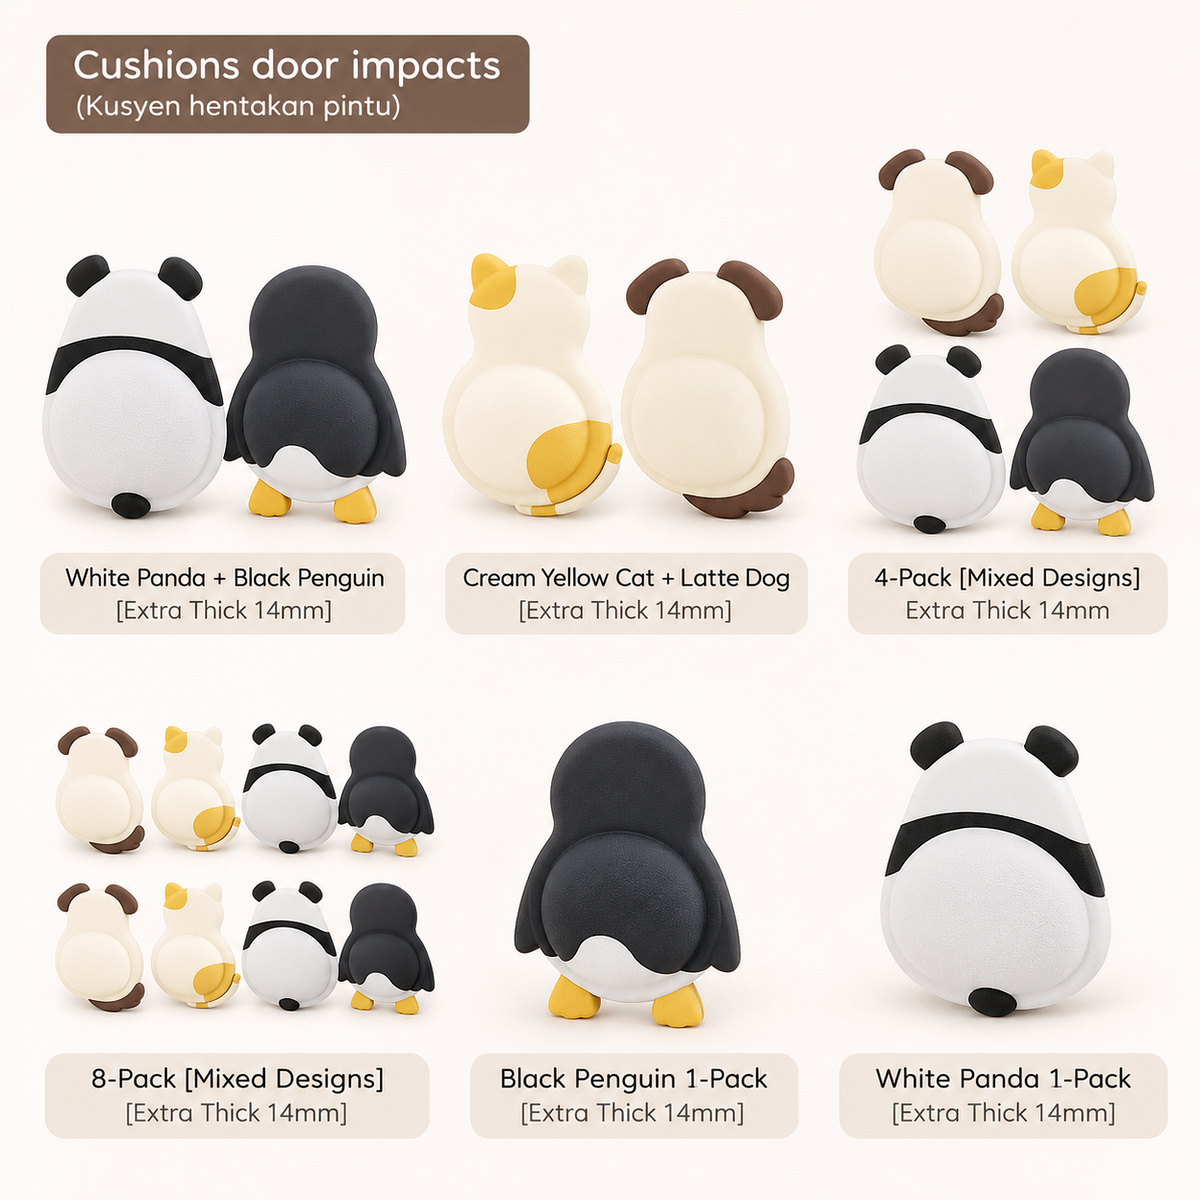 Cushions door impacts
(Kusyen hentakan pintu)
White Panda + Black Penguin
[Extra Thick 14mm]
Cream Yellow Cat + Latte Dog
[Extra Thick 14mm]
4-Pack [Mixed Designs]
Extra Thick 14mm
8-Pack [Mixed Designs]
[Extra Thick 14mm]
Black Penguin 1-Pack
[Extra Thick 14mm]
White Panda 1-Pack
[Extra Thick 14mm]